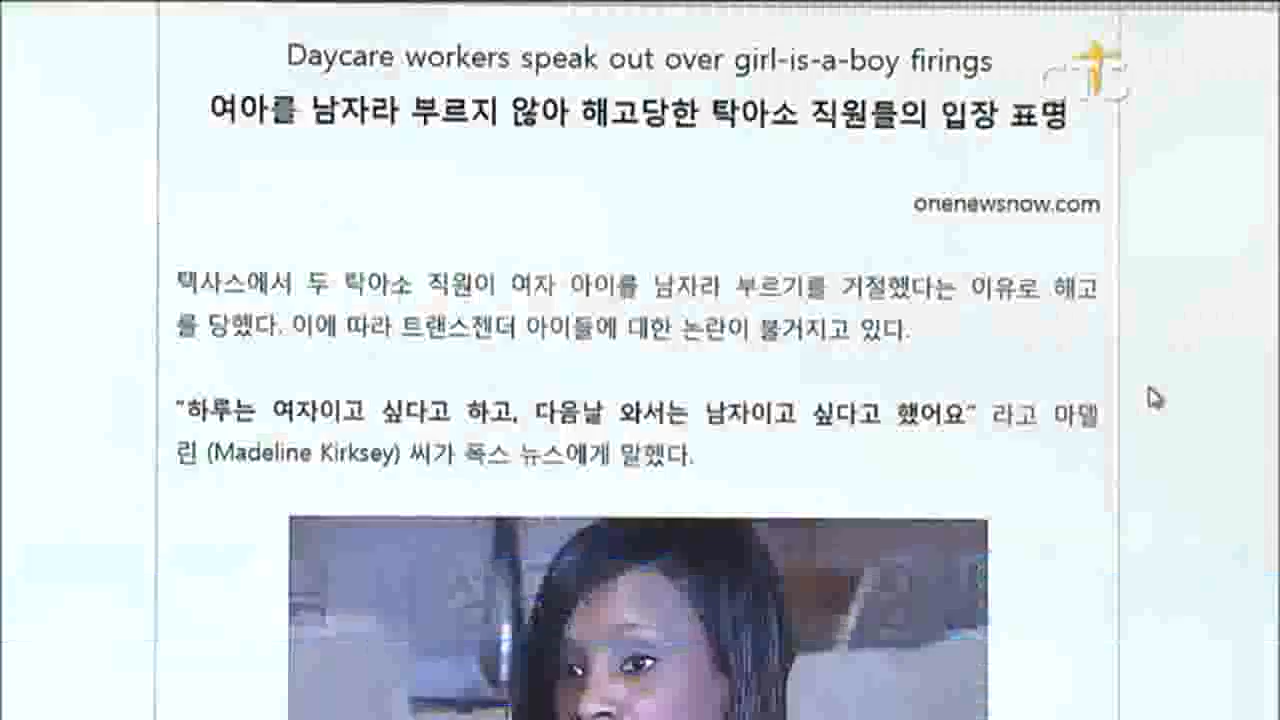 Daycare workers speak out over girl-is-a-boy firings
여아를 남자라 부르지 않아 해고당한 탁아소 직원들의 입장 표명
onenewsnow.com
텍사스에서 두 탁아소 직원이 여자 아이를 남자라 부르기를 거절했다는 이유로 해고
를 당했다. 이에 따라 트랜스젠더 아이들에 대한 논란이 불거지고 있다.
"하루는 여자이고 싶다고 하고, 다음날 와서는 남자이고 싶다고 했어요" 라고 마델
린 (Madeline Kirksey) 씨가 폭스 뉴스에게 말했다.